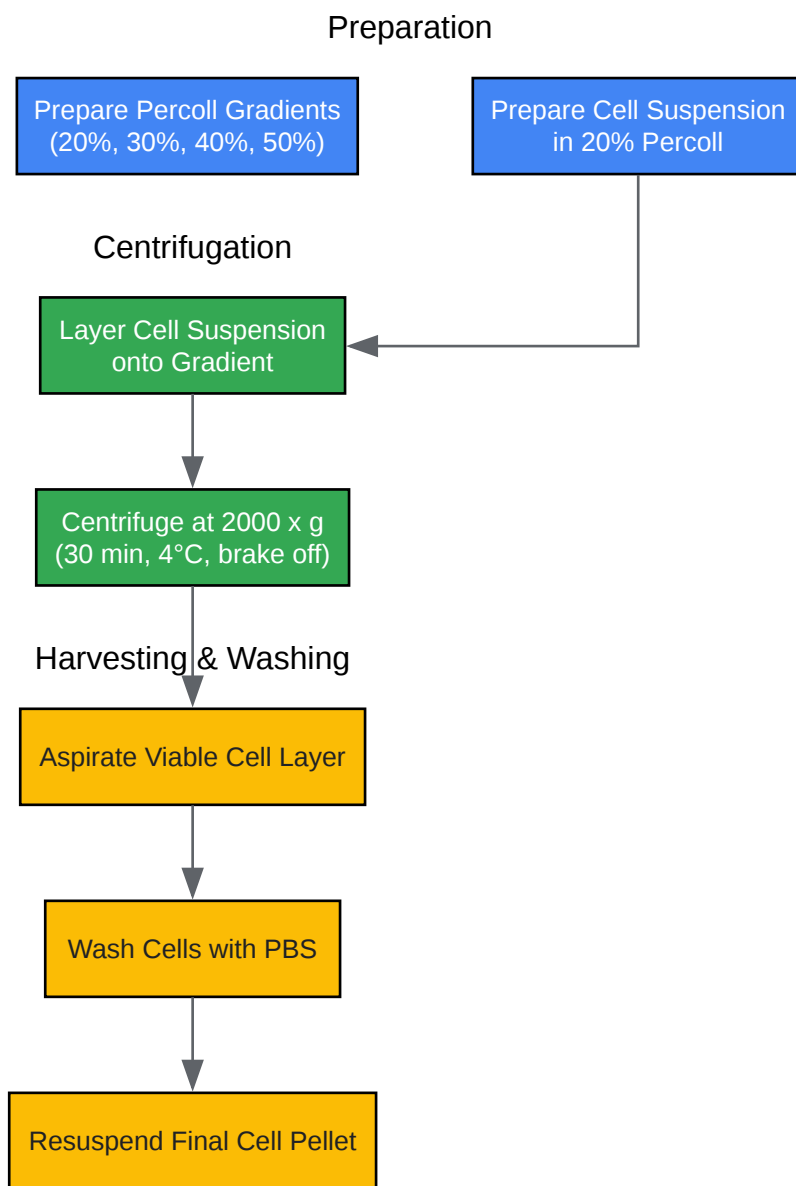 Preparation
Prepare Percoll Gradients
(20%, 30%, 40%, 50%)
Prepare Cell Suspension
in 20% Percoll
Centrifugation
Layer Cell Suspension
onto Gradient
Centrifuge at 2000 x g
(30 min, 4°C, brake off)
Harvesting & Washing
Aspirate Viable Cell Layer
Wash Cells with PBS
Resuspend Final Cell Pellet